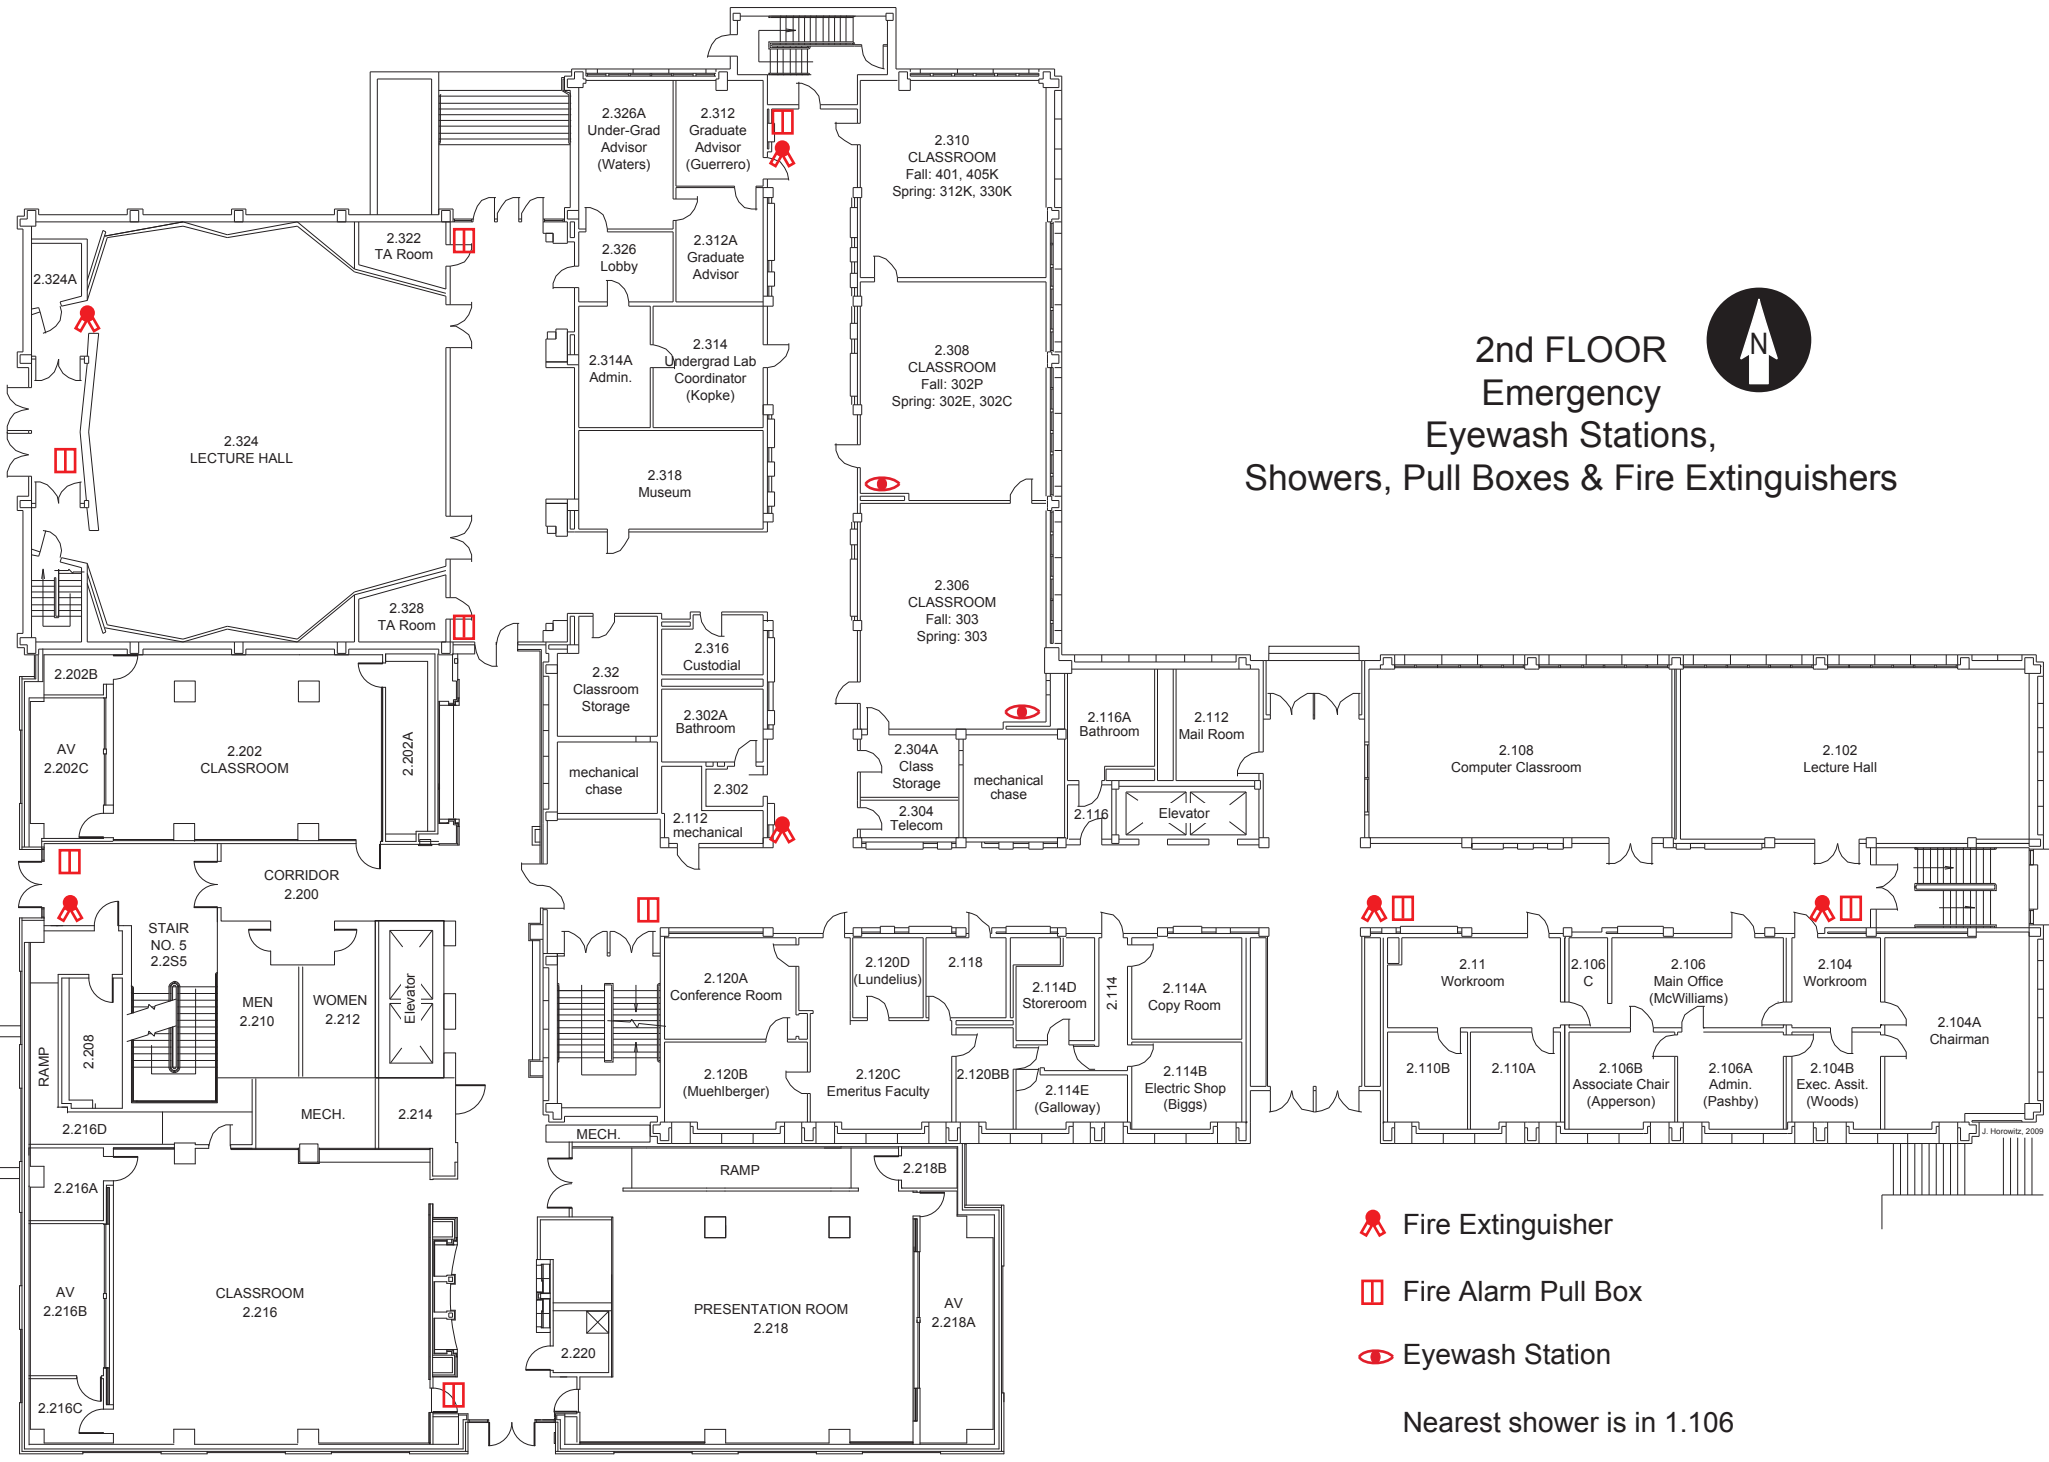 2nd FLOOR
Emergency
Eyewash Stations,
Showers, Pull Boxes & Fire Extinguishers
N
2.326A
Under-Grad
Advisor
(Waters)
2.312
Graduate
Advisor
(Guerrero)
2.310
CLASSROOM
Fall: 401, 405K
Spring: 312K, 330K
2.322
TA Room
2.324A
2.326
Lobby
2.312A
Graduate
Advisor
2.314A
Admin.
2.314
Undergrad Lab
Coordinator
(Kopke)
2.308
CLASSROOM
Fall: 302P
Spring: 302E, 302C
2.324
LECTURE HALL
2.318
Museum
2.306
CLASSROOM
Fall: 303
Spring: 303
2.328
TA Room
2.32
Classroom
Storage
2.316
Custodial
2.202B
AV
2.202C
2.202
CLASSROOM
2.202A
2.302A
Bathroom
mechanical
chase
2.302
2.112
mechanical
2.304A
Class
Storage
2.304
Telecom
mechanical
chase
2.116A
Bathroom
2.112
Mail Room
2.116
Elevator
2.108
Computer Classroom
2.102
Lecture Hall
CORRIDOR
2.200
STAIR
NO. 5
2.2S5
MEN
2.210
WOMEN
2.212
Elevator
RAMP
2.208
2.216D
MECH.
2.214
2.120A
Conference Room
2.120D
(Lundelius)
2.118
2.114D
Storeroom
2.114
2.114A
Copy Room
2.120B
(Muehlberger)
2.120C
Emeritus Faculty
2.120BB
2.114E
(Galloway)
2.114B
Electric Shop
(Biggs)
2.11
Workroom
2.106
C
2.106
Main Office
(McWilliams)
2.104
Workroom
2.104A
Chairman
2.110B
2.110A
2.106B
Associate Chair
(Apperson)
2.106A
Admin.
(Pashby)
2.104B
Exec. Assit.
(Woods)
J. Horowitz, 2009
MECH.
RAMP
2.218B
2.216A
AV
2.216B
CLASSROOM
2.216
2.216C
PRESENTATION ROOM
2.218
AV
2.218A
2.220
Fire Extinguisher
Fire Alarm Pull Box
Eyewash Station
Nearest shower is in 1.106